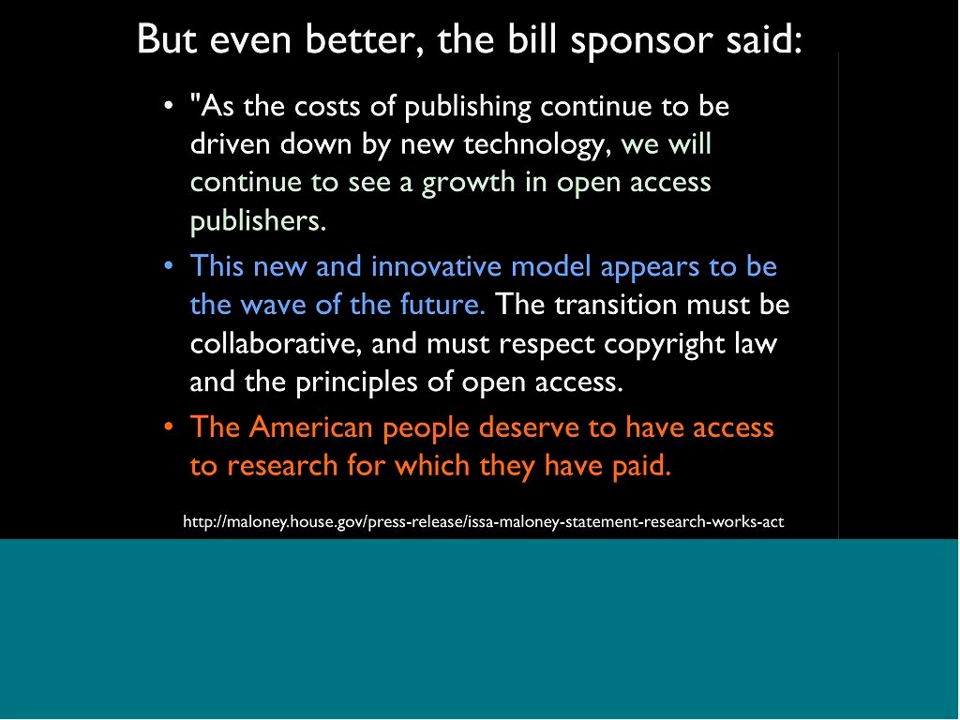 But even better, the bill sponsor said:
• "As the costs of publishing continue to be
driven down by new technology, we will
continue to see a growth in open access
publishers.
• This new and innovative model appears to be
the wave of the future. The transition must be
collaborative, and must respect copyright law
and the principles of open access.
• The American people deserve to have access
to research for which they have paid.
http://maloney.house.gov/press-release/issa-maloney-statement-research-works-act